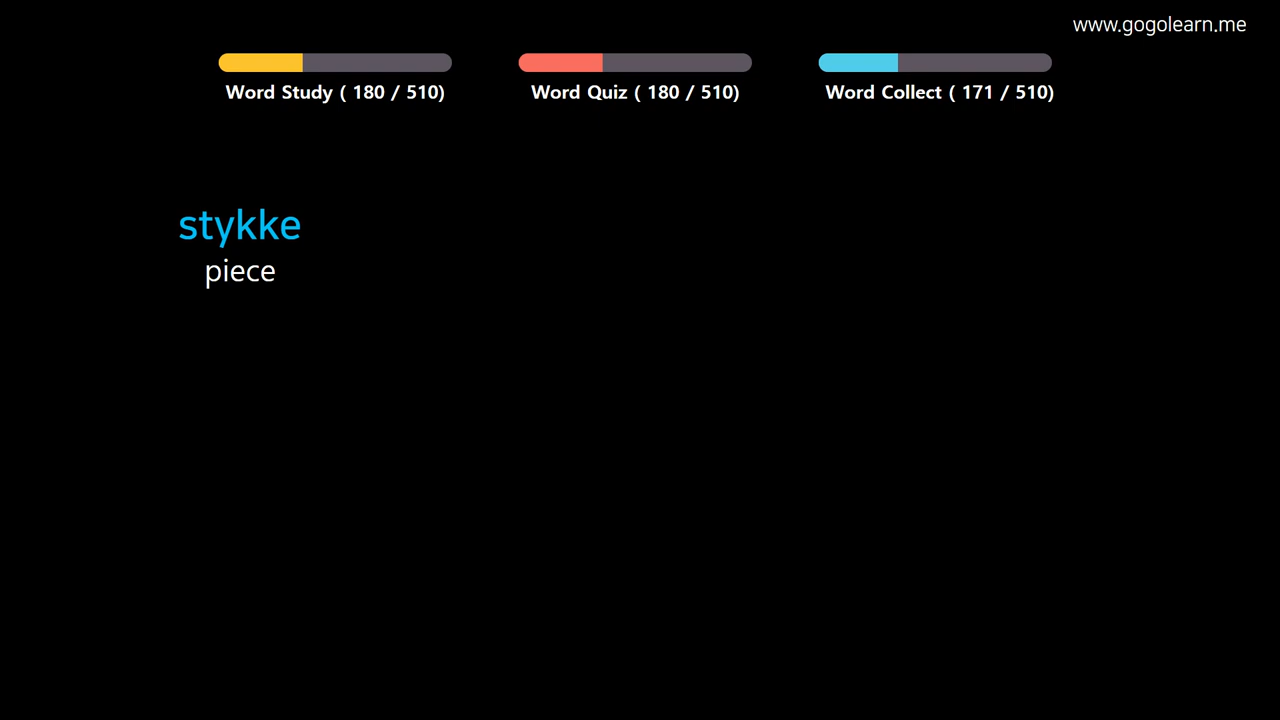 www.gogolearn.me
Word Study ( 180 / 510)
Word Quiz ( 180 / 510)
Word Collect ( 171 / 510)
stykke
piece